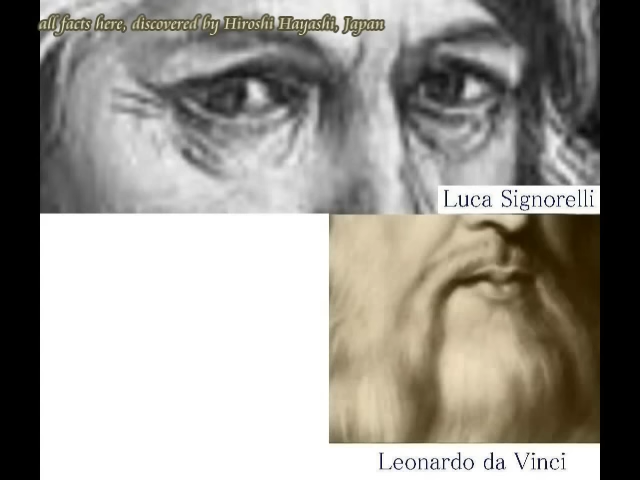 all facts here, discovered by Hiroshi Hayashi, Japan
Luca Signorelli
Leonardo da Vinci